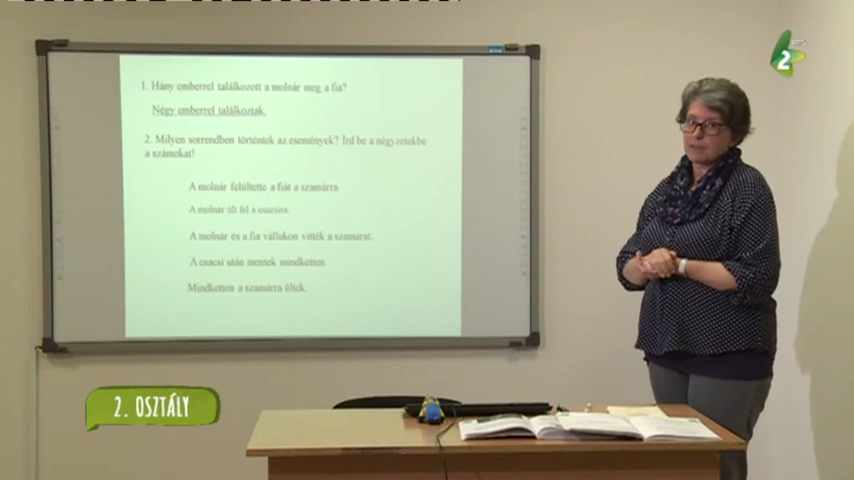 1. Hány emberrel találkozott a molnár meg a fia?
Négy emberrel találkoztak.
2. Milyen sorrendben történtek az események? Írd be a négyzetekbe
a számokat!
A molnár felültette a fiát a szamárra.
A molnár ült fel a csacsira.
A molnár és a fia vállukon vitték a szamarat.
A csacsi után mentek mindketten.
Mindketten a szamárra ültek.
2. OSZTÁLY
2